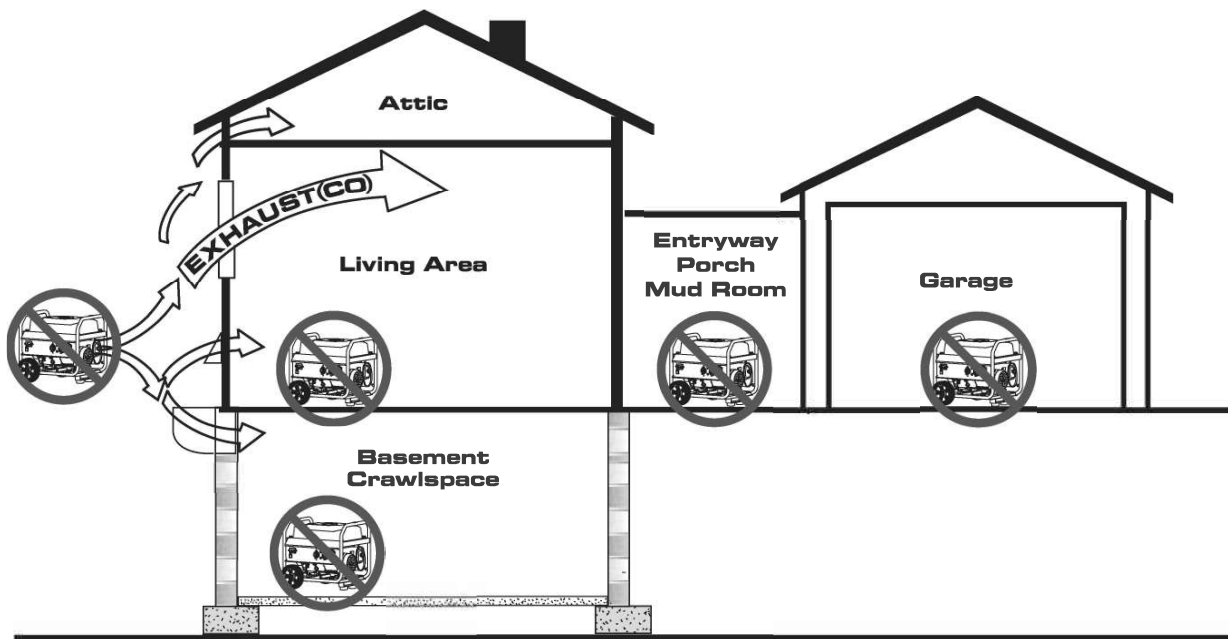 Attic
EXHAUST(CO)
Living Area
Entryway
Porch
Mud Room
Garage
Basement
Crawlspace